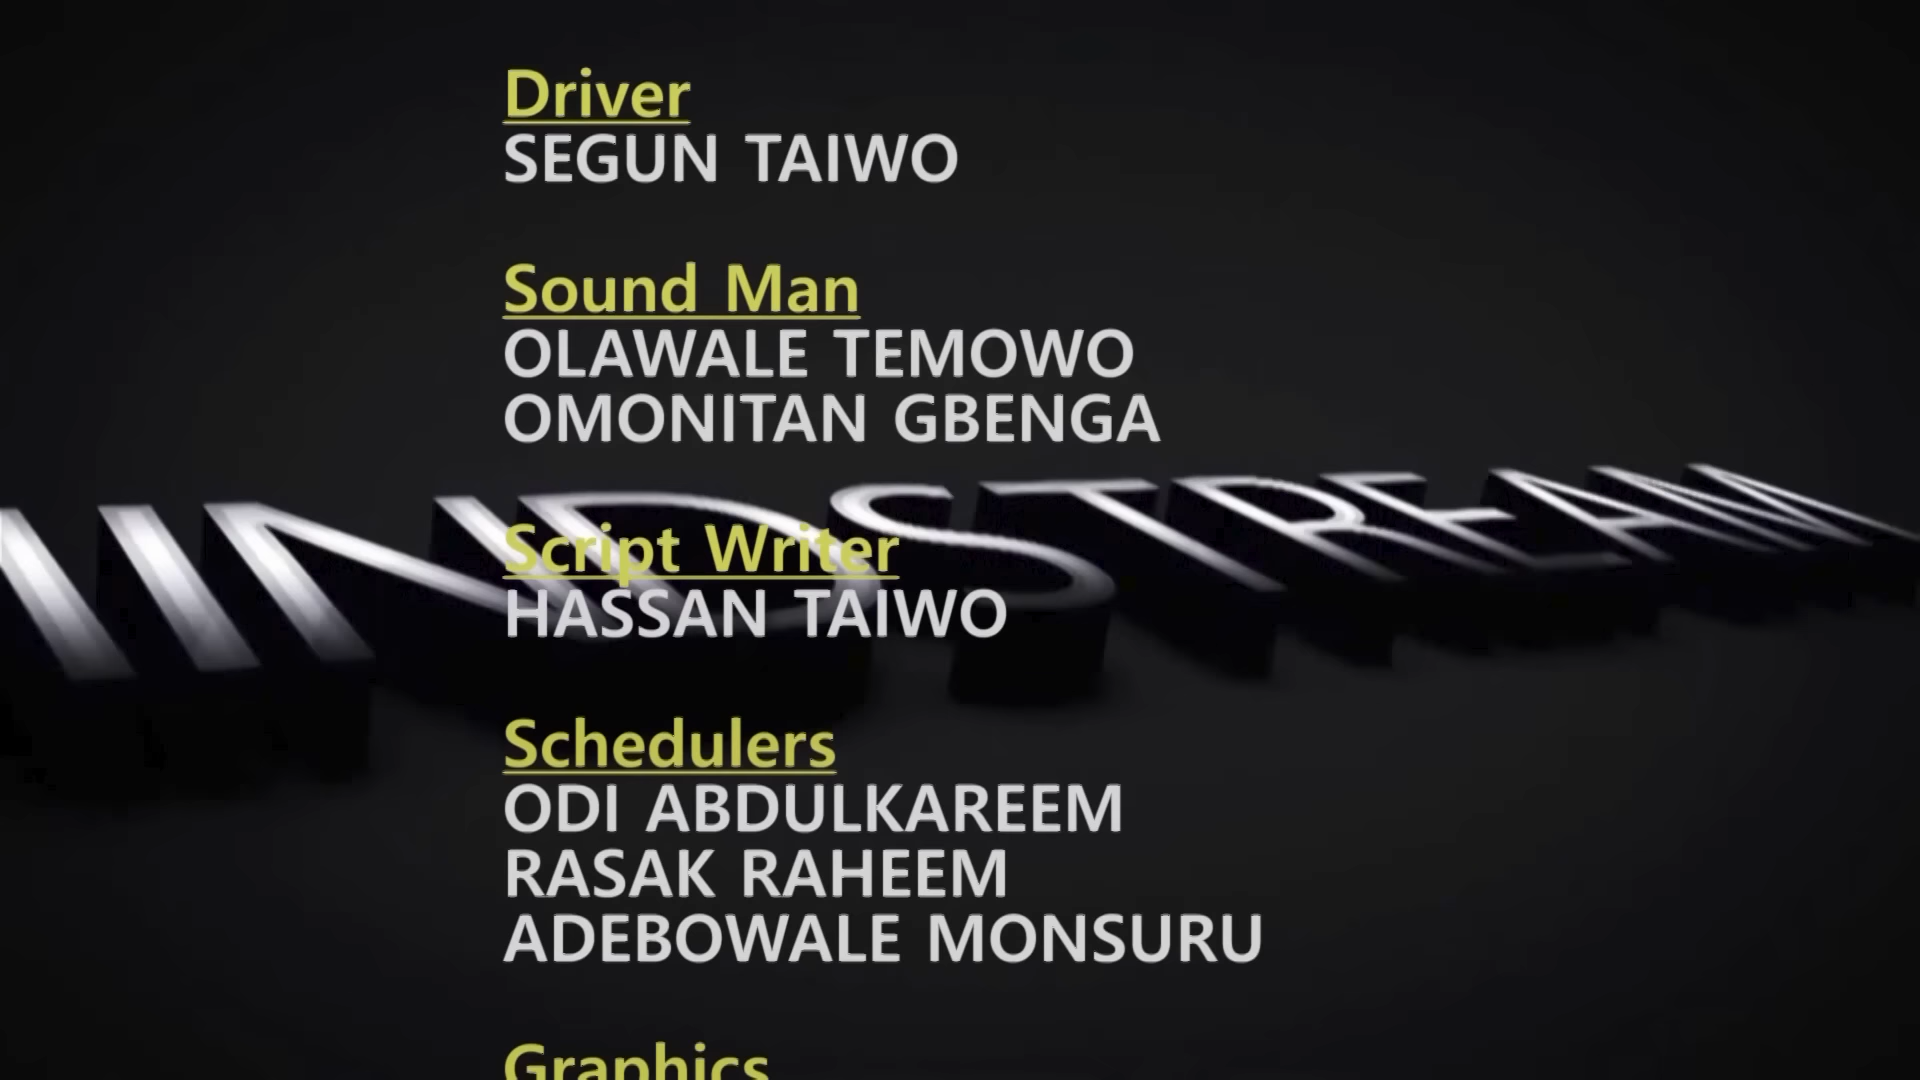 Driver
SEGUN TAIWO
Sound Man
OLAWALE TEMOWO
OMONITAN GBENGA
Script Writer
HASSAN TAIWO
Schedulers
ODI ABDULKAREEM
RASAK RAHEEM
ADEBOWALE MONSURU
Graphics